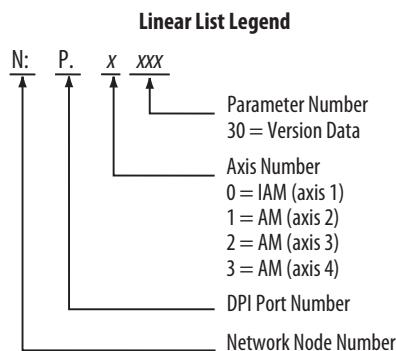 Linear List Legend
N: P. x xxx
Parameter Number
30 = Version Data
Axis Number
0 = IAM (axis 1)
1 = AM (axis 2)
2 = AM (axis 3)
3 = AM (axis 4)
DPI Port Number
Network Node Number